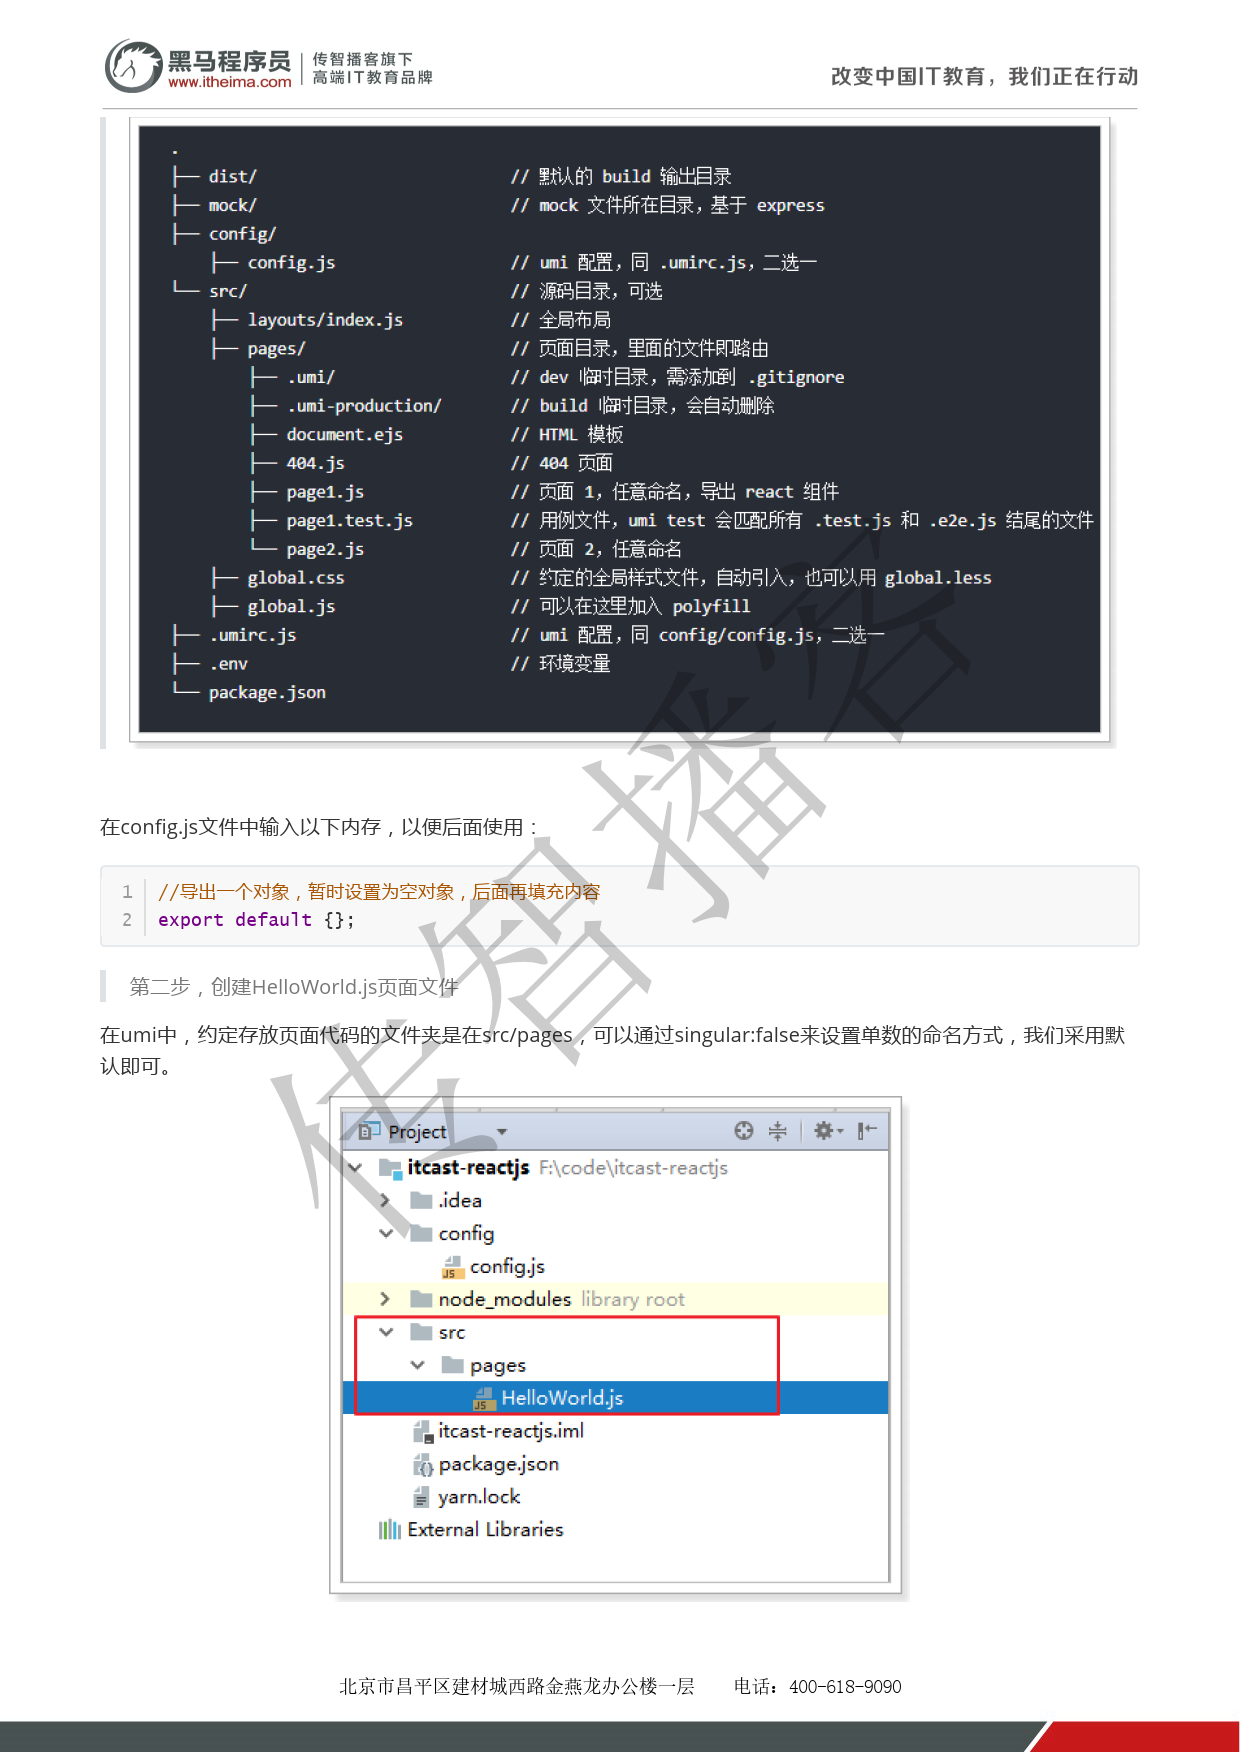 黑马程序员
www.itheima.com
传智播客旗下
高端IT教育品牌
改变中国IT教育，我们正在行动
.
├── dist/ // 默认的 build 输出目录
├── mock/ // mock 文件所在目录，基于 express
├── config/
├── config.js // umi 配置，同 .umirc.js，二选一
└── src/ // 源码目录，可选
├── layouts/index.js // 全局布局
├── pages/ // 页面目录，里面的文件即路由
├── .umi/ // dev 临时目录，需添加到 .gitignore
├── .umi-production/ // build 临时目录，会自动删除
├── document.ejs // HTML 模板
├── 404.js // 404 页面
├── page1.js // 页面 1，任意命名，导出 react 组件
├── page1.test.js // 用例文件，umi test 会匹配所有 .test.js 和 .e2e.js 结尾的文件
└── page2.js // 页面 2，任意命名
├── global.css // 约定的全局样式文件，自动引入，也可以用 global.less
├── global.js // 可以在这里加入 polyfill
├── .umirc.js // umi 配置，同 config/config.js，二选一
├── .env // 环境变量
└── package.json
在config.js文件中输入以下内存，以便后面使用：
1 //导出一个对象，暂时设置为空对象，后面再填充内容
2 export default {};
第二步，创建HelloWorld.js页面文件
在umi中，约定存放页面代码的文件夹是在src/pages，可以通过singular:false来设置单数的命名方式，我们采用默
认即可。
Project
itcast-reactjs F:\code\itcast-reactjs
.idea
config
config.js
node_modules library root
src
pages
HelloWorld.js
itcast-reactjs.iml
package.json
yarn.lock
External Libraries
传智播客
北京市昌平区建材城西路金燕龙办公楼一层 电话：400-618-9090